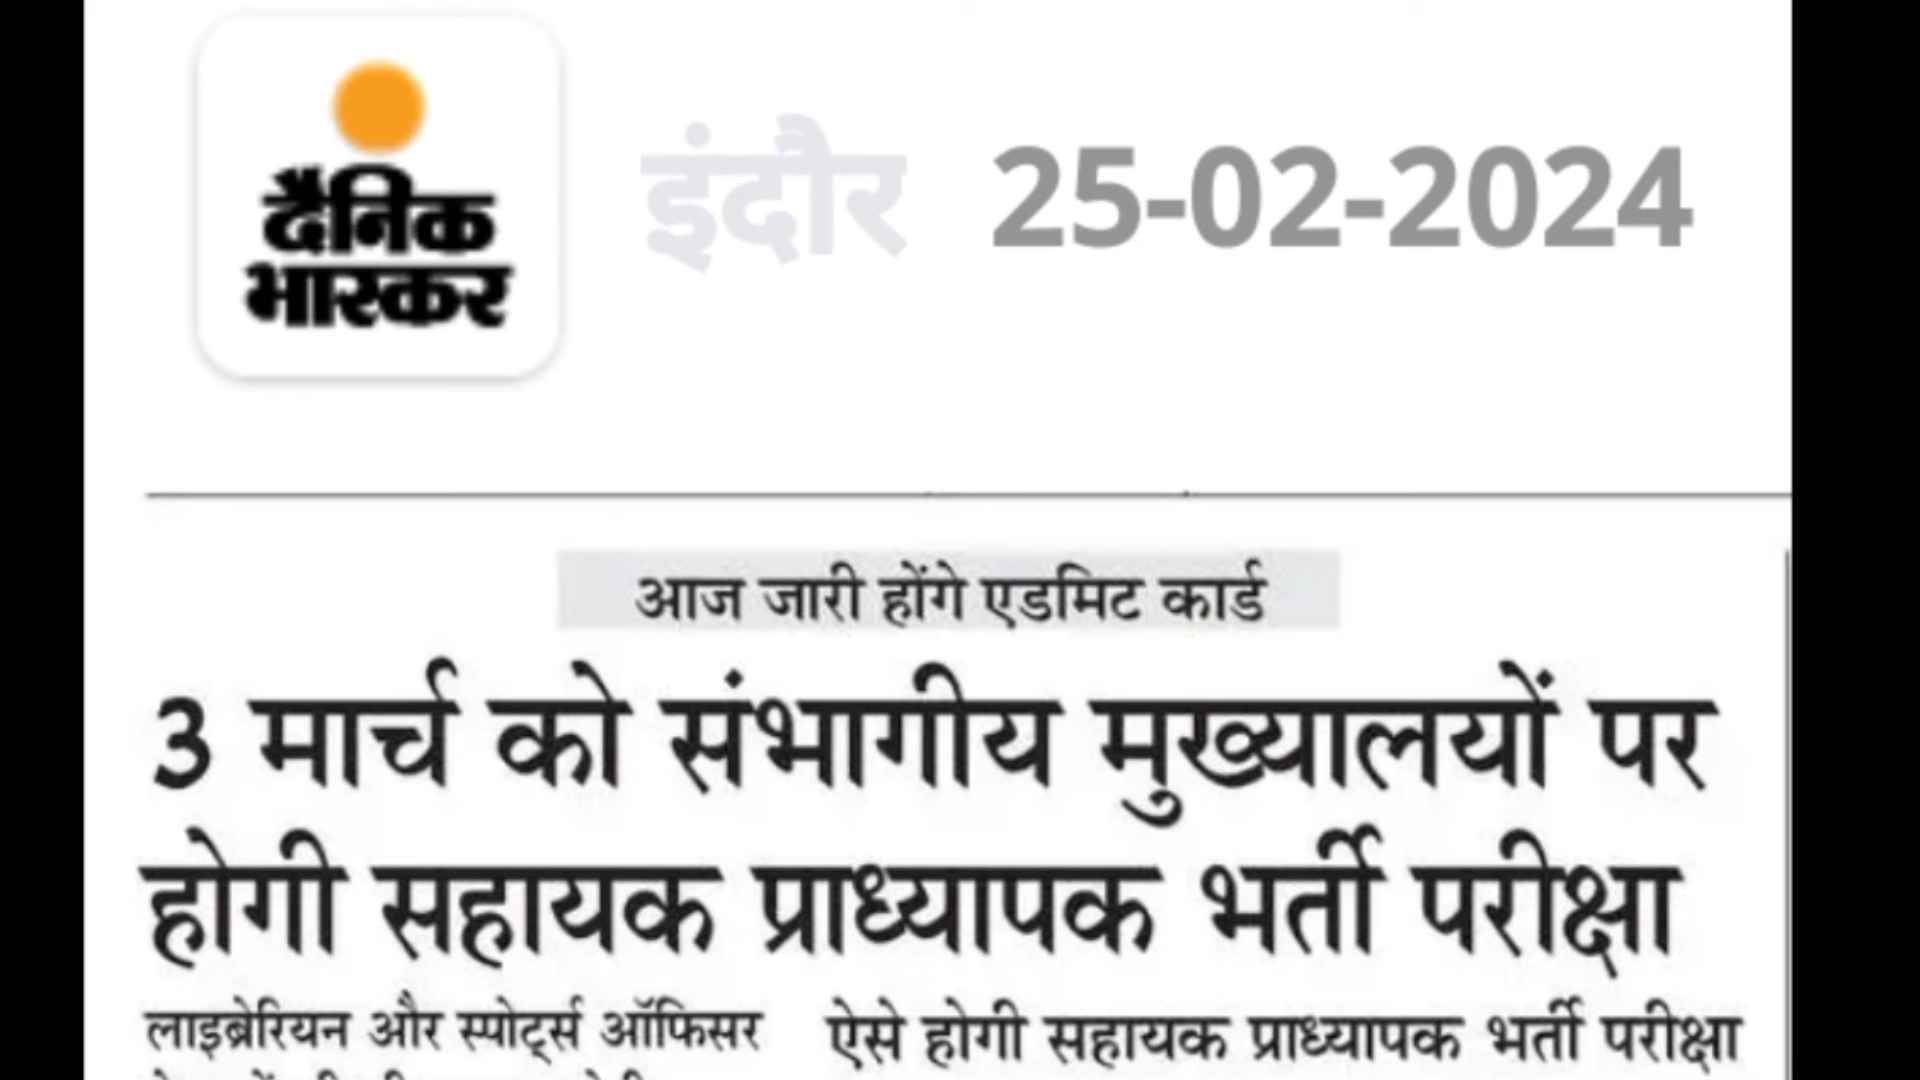 दैनिक
भास्कर
इंदौर 25-02-2024
आज जारी होंगे एडमिट कार्ड
3 मार्च को संभागीय मुख्यालयों पर
होगी सहायक प्राध्यापक भर्ती परीक्षा
लाइब्रेरियन और स्पोर्ट्स ऑफिसर
ऐसे होगी सहायक प्राध्यापक भर्ती परीक्षा